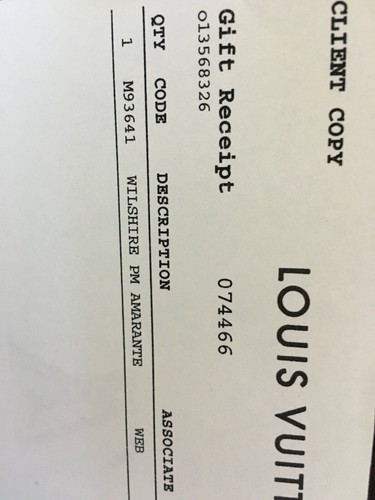 CLIENT COPY
LOUIS VUITT
Gift Receipt 074466
o13568326
QTY CODE DESCRIPTION ASSOCIATE
1 M93641 WILSHIRE PM AMARANTE WEB